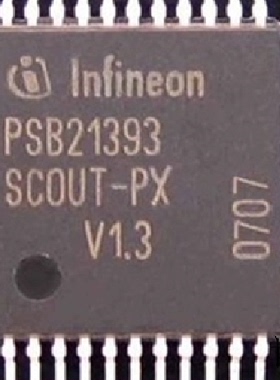 Infineon
PSB21393
SCOUT-PX
V1.3
0707